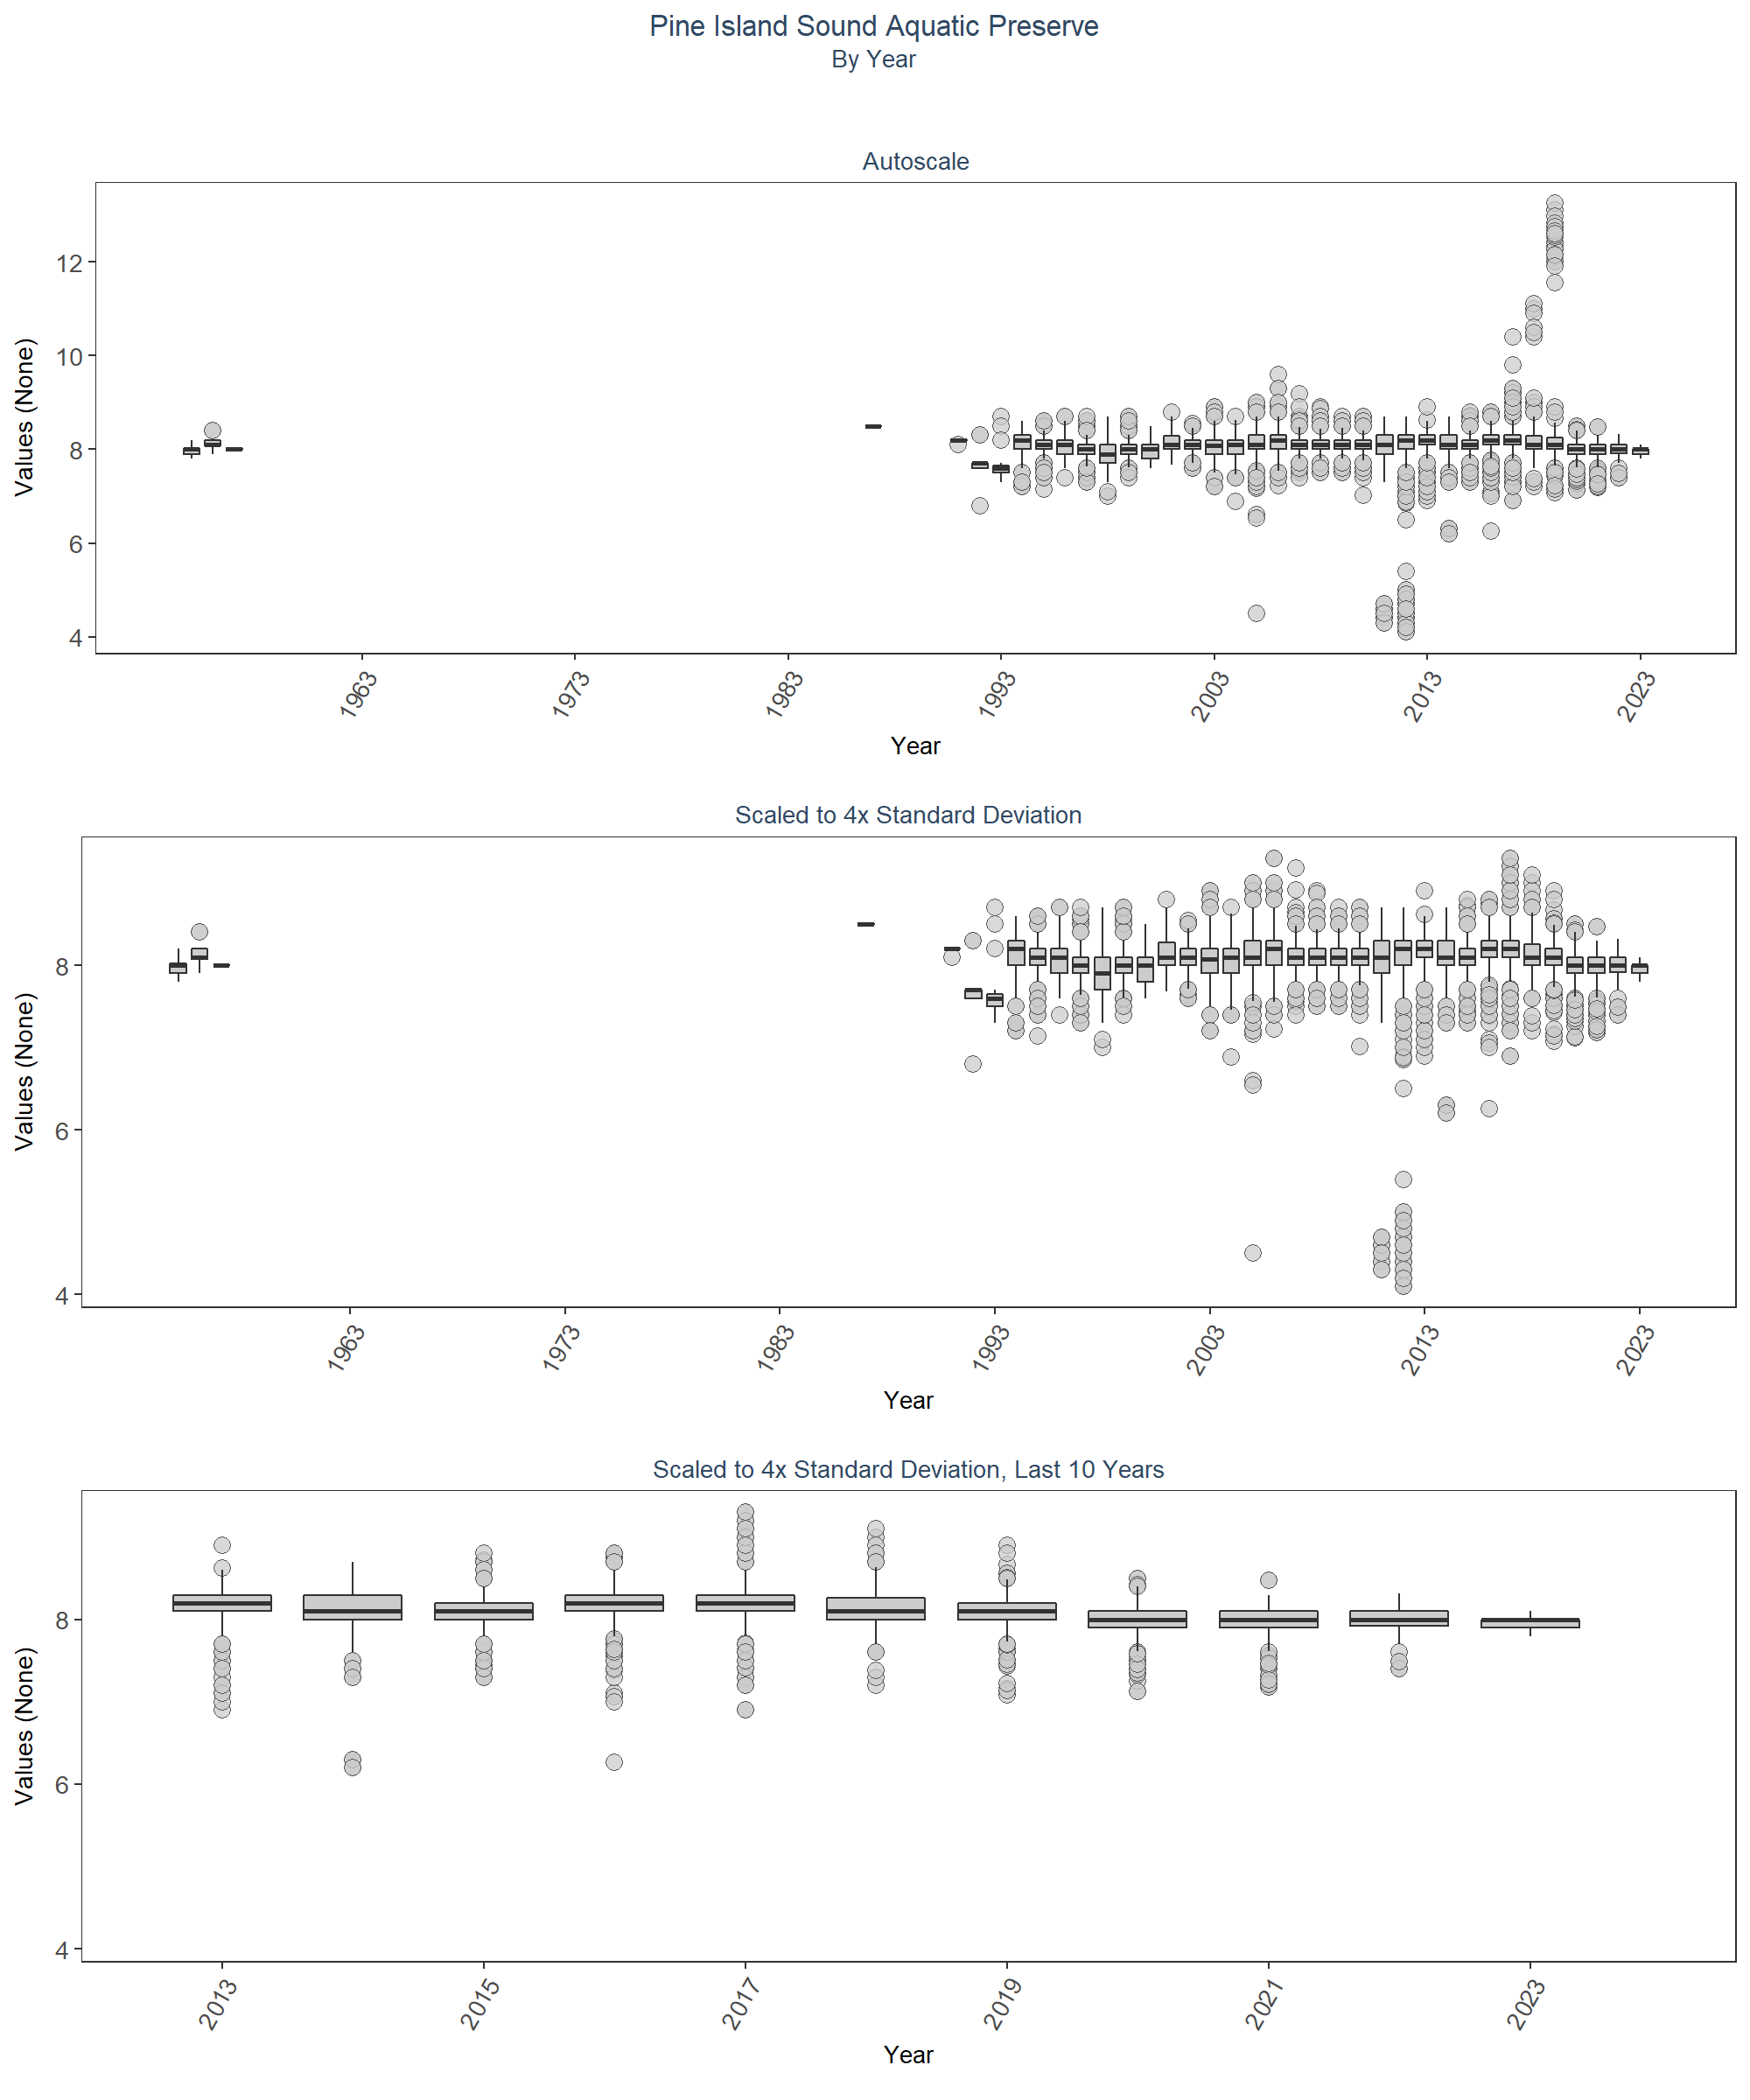 Pine Island Sound Aquatic Preserve
By Year
Autoscale
Values (None)
12
10
8
6
4
1963
1973
1983
1993
2003
2013
2023
Year
Scaled to 4x Standard Deviation
Values (None)
8
6
4
1963
1973
1983
1993
2003
2013
2023
Year
Scaled to 4x Standard Deviation, Last 10 Years
Values (None)
8
6
4
2013
2015
2017
2019
2021
2023
Year